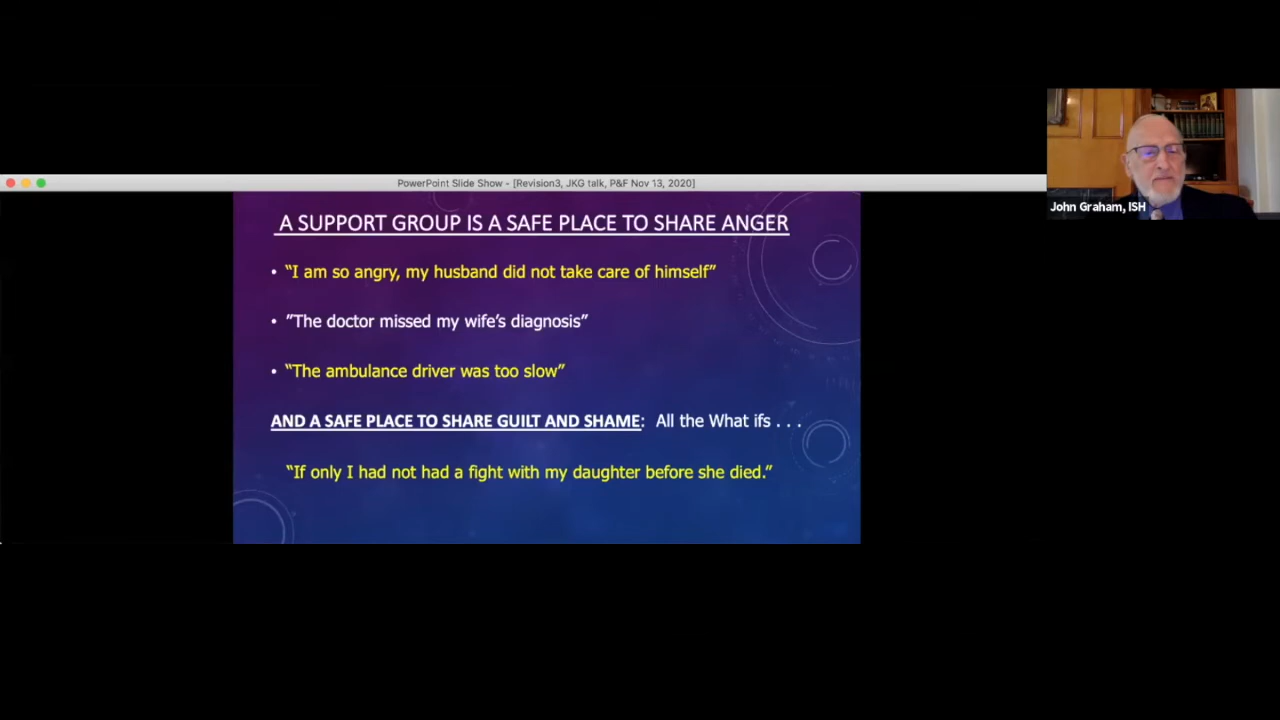 PowerPoint Slide Show - [Revision3, JKG talk, P&F Nov 13, 2020]
John Graham, ISH
A SUPPORT GROUP IS A SAFE PLACE TO SHARE ANGER
• “I am so angry, my husband did not take care of himself”
• ”The doctor missed my wife’s diagnosis”
• “The ambulance driver was too slow”
AND A SAFE PLACE TO SHARE GUILT AND SHAME: All the What ifs . . .
“If only I had not had a fight with my daughter before she died.”